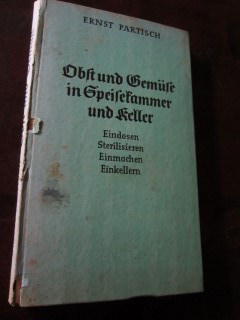 ERNST PARTISCH
Obst und Gemüse
in Speisekammer
und Keller
Eindosen
Sterilisieren
Einmachen
Einkellern